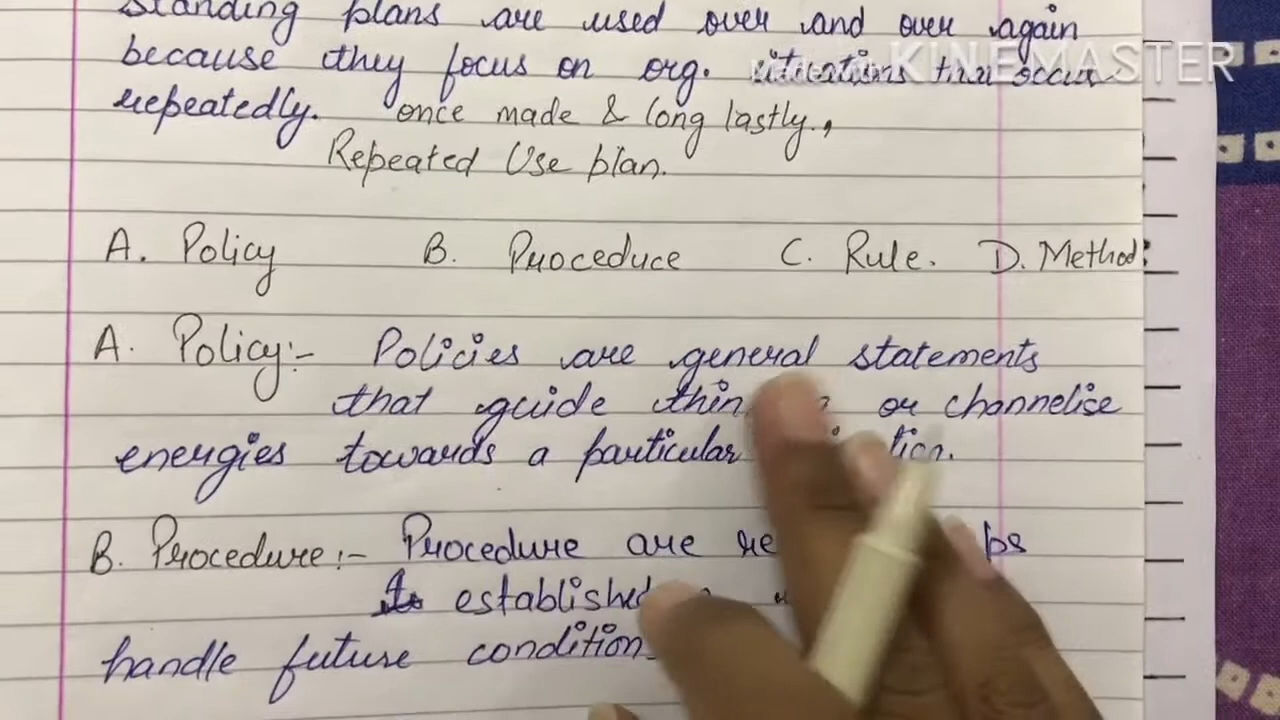 Standing plans are used over and over again
because they focus on org. situations that occur
repeatedly. once made & long lastly.,
Repeated Use plan.
A. Policy B. Proceduce C. Rule. D. Method:
A. Policy:- Policies are general statements
that guide or channelise
energies towards a particular
B. Procedure:- Procedure are
established
handle future condition
KINEMASTER